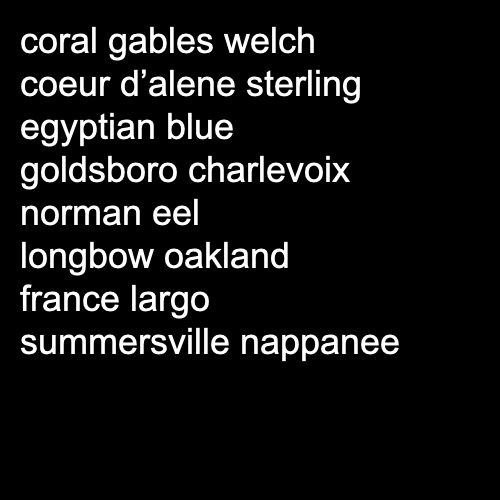 coral gables welch
coeur d’alene sterling
egyptian blue
goldsboro charlevoix
norman eel
longbow oakland
france largo
summersville nappanee